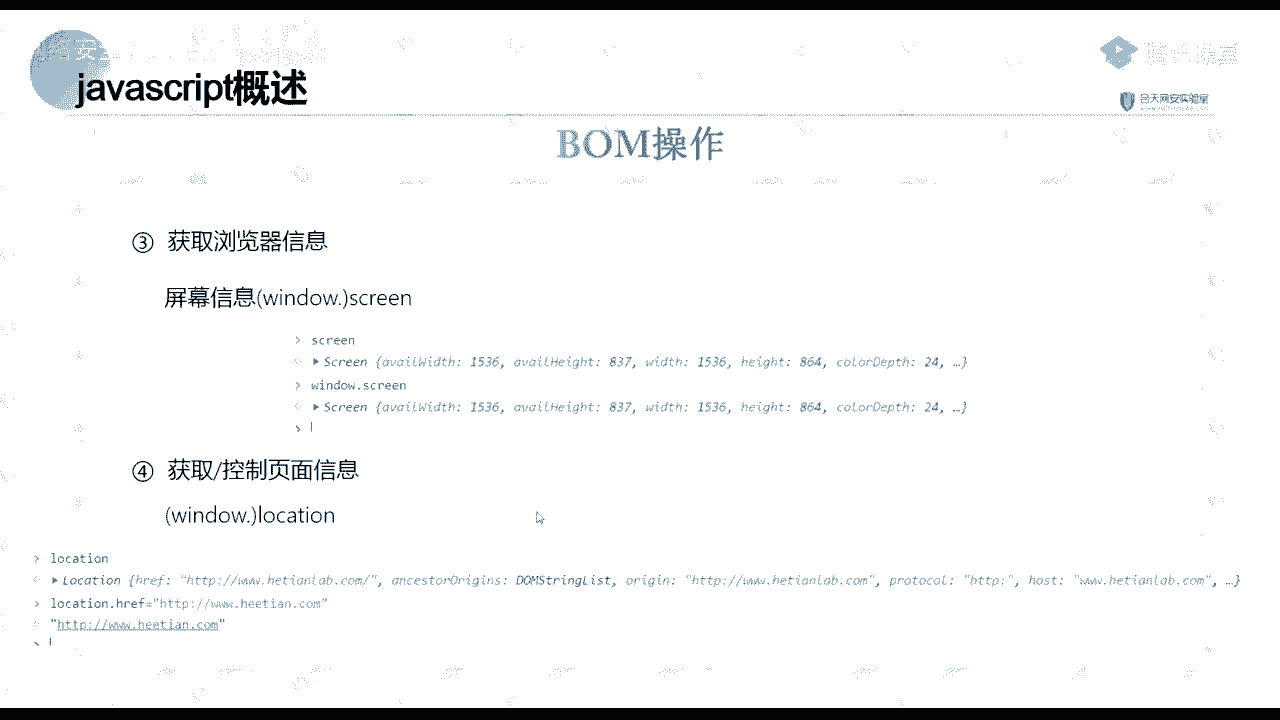 javascript概述
合天网安实验室
BOM操作
③ 获取浏览器信息
屏幕信息(window.)screen
> screen
< ▶Screen {availWidth: 1536, availHeight: 837, width: 1536, height: 864, colorDepth: 24, …}
> window.screen
< ▶Screen {availWidth: 1536, availHeight: 837, width: 1536, height: 864, colorDepth: 24, …}
>
④ 获取/控制页面信息
(window.)location
> location
< ▶Location {href: "http://www.hetianlab.com/", ancestorOrigins: DOMStringList, origin: "http://www.hetianlab.com", protocol: "http:", host: "www.hetianlab.com", …}
> location.href="http://www.heetian.com"
< "http://www.heetian.com"
>